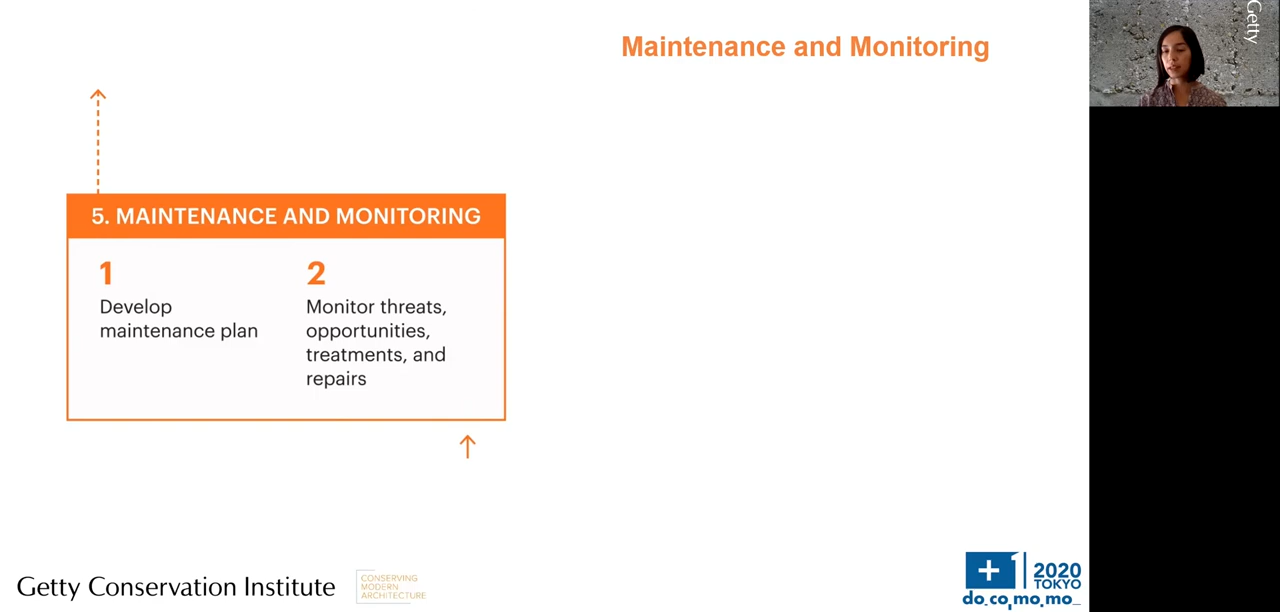 Maintenance and Monitoring
Getty
5. MAINTENANCE AND MONITORING
1
Develop
maintenance plan
2
Monitor threats,
opportunities,
treatments, and
repairs
Getty Conservation Institute
CONSERVING
MODERN
ARCHITECTURE
+1 2020
TOKYO
do_co,mo,mo_